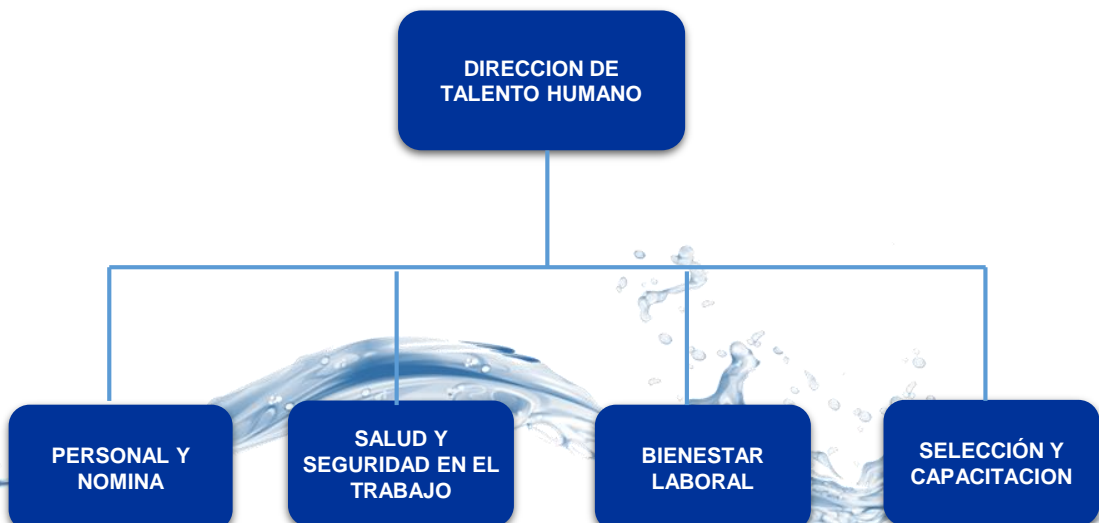 DIRECCION DE
TALENTO HUMANO
PERSONAL Y
NOMINA
SALUD Y
SEGURIDAD EN EL
TRABAJO
BIENESTAR
LABORAL
SELECCIÓN Y
CAPACITACION